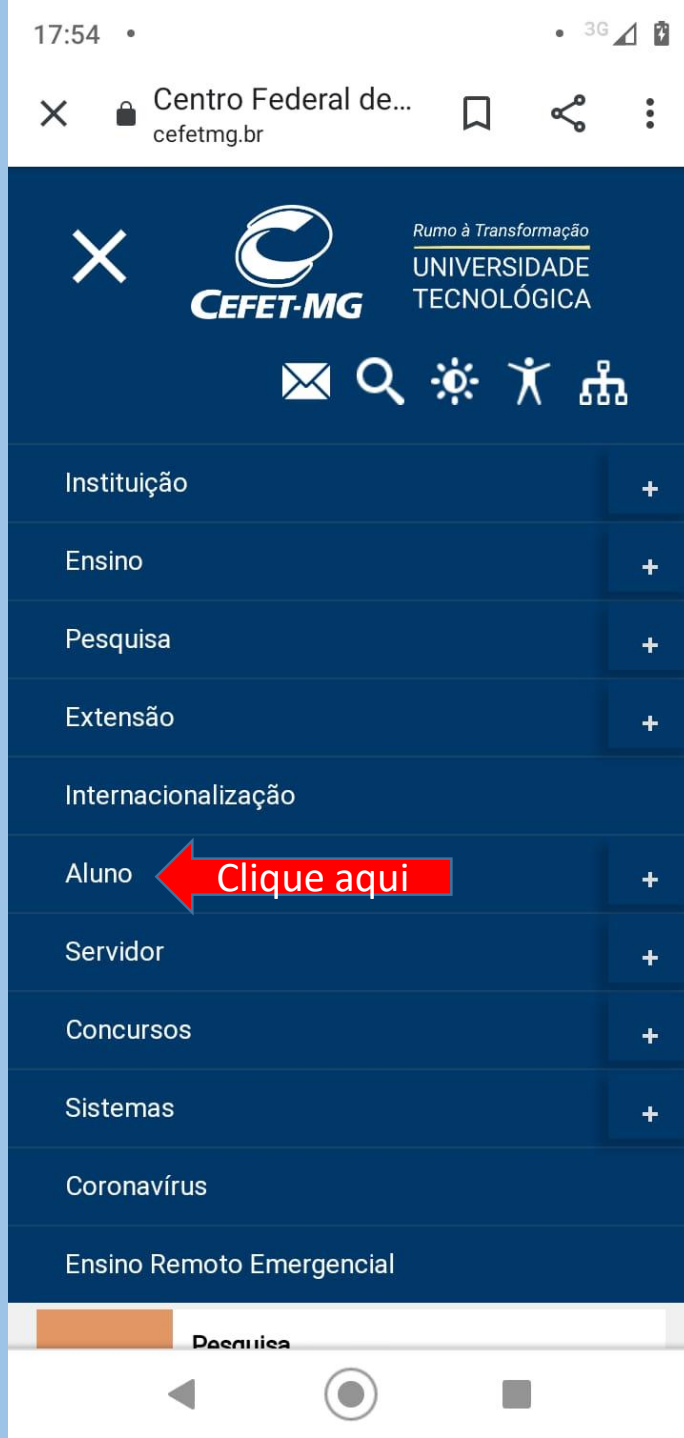 17:54
3G
Centro Federal de...
cefetmg.br
CEFET-MG
Rumo à Transformação
UNIVERSIDADE
TECNOLÓGICA
Instituição +
Ensino +
Pesquisa +
Extensão +
Internacionalização
Aluno Clique aqui +
Servidor +
Concursos +
Sistemas +
Coronavírus
Ensino Remoto Emergencial
Pesquisa